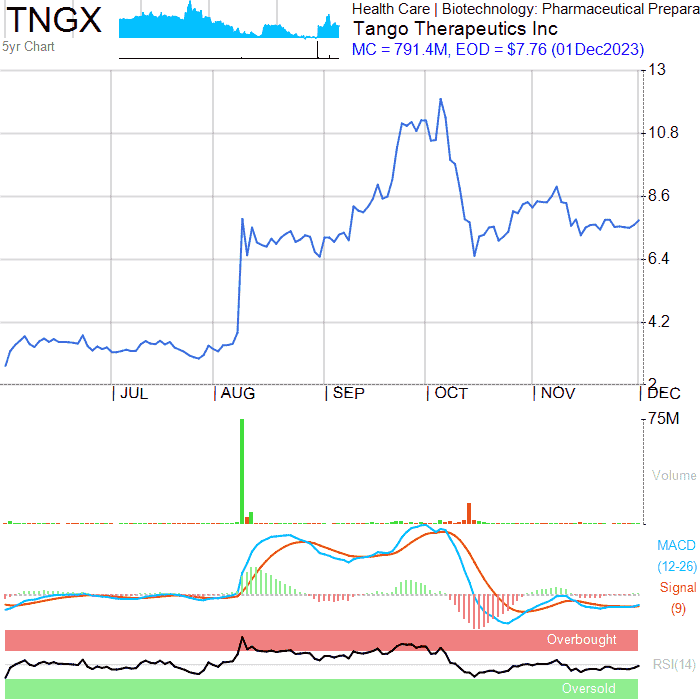 TNGX
5yr Chart
Health Care | Biotechnology: Pharmaceutical Prepara
Tango Therapeutics Inc
MC = 791.4M, EOD = $7.76 (01Dec2023)
13
10.8
8.6
6.4
4.2
2
| JUL | AUG | SEP | OCT | NOV | DEC
75M
Volume
MACD
(12-26)
Signal
(9)
Overbought
RSI(14)
Oversold